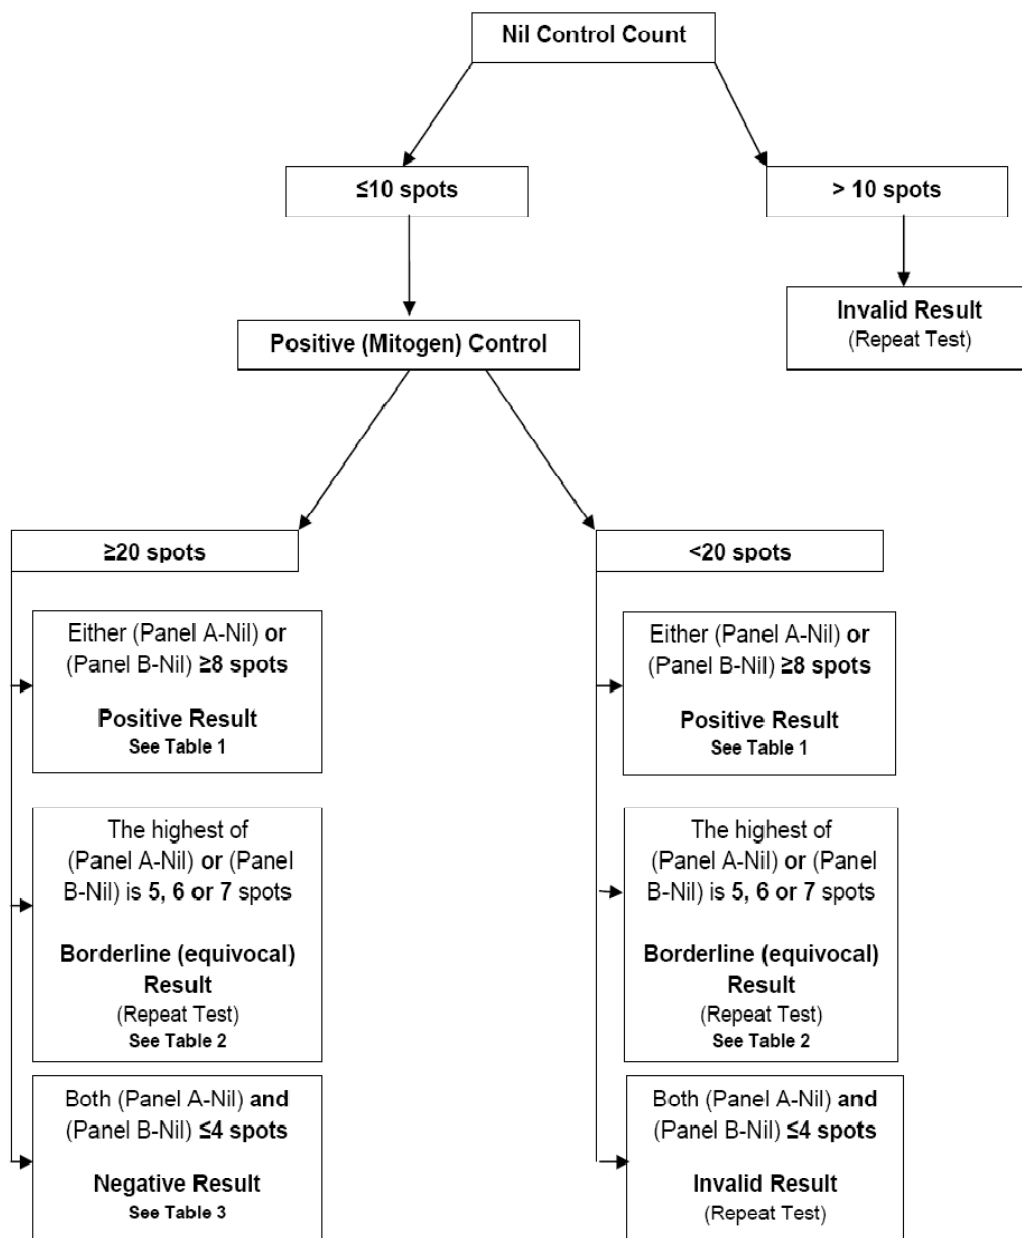 Nil Control Count
≤10 spots
> 10 spots
Invalid Result
(Repeat Test)
Positive (Mitogen) Control
≥20 spots
<20 spots
Either (Panel A-Nil) or
(Panel B-Nil) ≥8 spots
Positive Result
See Table 1
The highest of
(Panel A-Nil) or (Panel
B-Nil) is 5, 6 or 7 spots
Borderline (equivocal)
Result
(Repeat Test)
See Table 2
Both (Panel A-Nil) and
(Panel B-Nil) ≤4 spots
Negative Result
See Table 3
Either (Panel A-Nil) or
(Panel B-Nil) ≥8 spots
Positive Result
See Table 1
The highest of
(Panel A-Nil) or (Panel
B-Nil) is 5, 6 or 7 spots
Borderline (equivocal)
Result
(Repeat Test)
See Table 2
Both (Panel A-Nil) and
(Panel B-Nil) ≤4 spots
Invalid Result
(Repeat Test)